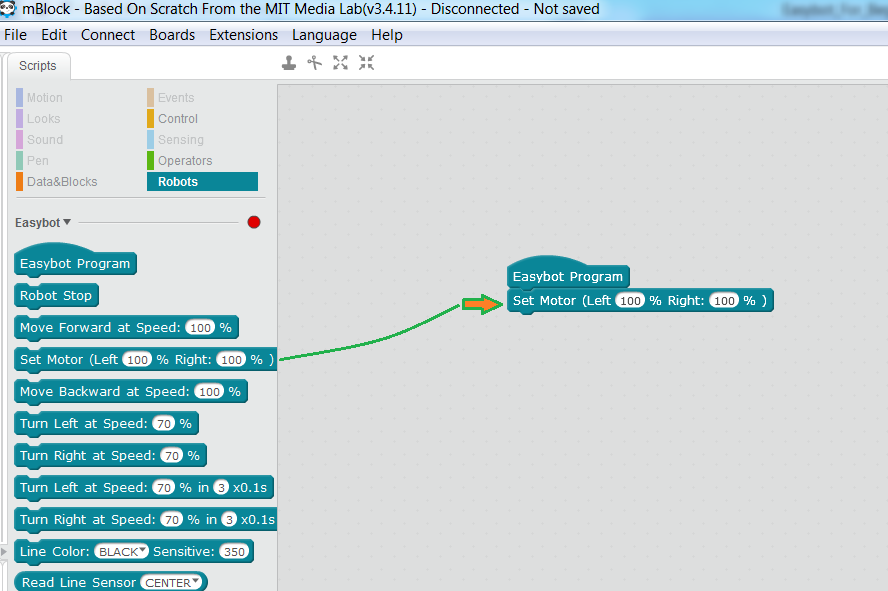 mBlock - Based On Scratch From the MIT Media Lab(v3.4.11) - Disconnected - Not saved
File Edit Connect Boards Extensions Language Help
Scripts
Motion Events
Looks Control
Sound Sensing
Pen Operators
Data&Blocks Robots
Easybot
Easybot Program
Robot Stop
Move Forward at Speed: 100 %
Set Motor (Left 100 % Right: 100 % )
Move Backward at Speed: 100 %
Turn Left at Speed: 70 %
Turn Right at Speed: 70 %
Turn Left at Speed: 70 % in 3 x0.1s
Turn Right at Speed: 70 % in 3 x0.1s
Line Color: BLACK Sensitive: 350
Read Line Sensor CENTER
Easybot Program
Set Motor (Left 100 % Right: 100 % )